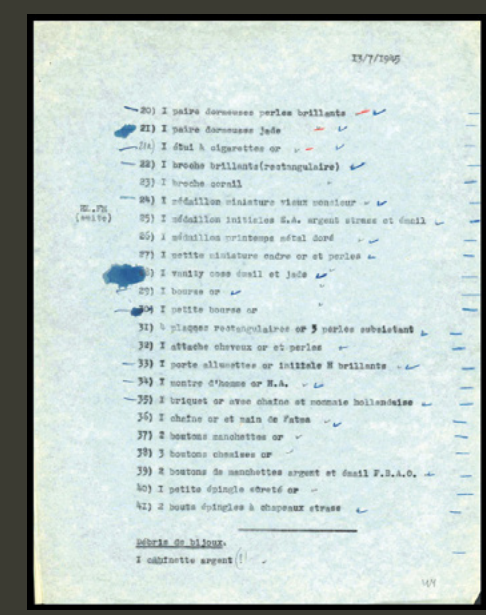 13/7/1945
20) I paire dormeuses perles brillants
21) I paire dormeuses jade
I étui à cigarettes or
22) I broche brillants(rectangulaire)
23) I broche corail
24) I médaillon miniature vieux monsieur
(suite)
25) I médaillon initiales argent strass et émail
26) I médaillon printemps métal doré
27) I petite miniature cadre or et perles
I vanity case émail et jade
29) I bourse or
30) I petite bourse or
31) 4 plaques rectangulaires or 3 perles subsistant
32) I attache cheveux or et perles
33) I porte allumettes or initiale M brillants
34) I montre d'homme or M.A.
35) I briquet or avec chaîne et monnaie hollandaise
36) I chaîne or et main de Fatma
37) 2 boutons manchettes or
38) 3 boutons chemises or
39) 2 boutons de manchettes argent et émail F.B.A.O.
40) I petite épingle sûreté or
41) 2 bouts épingles à chapeaux strass
Débris de bijoux.
I argent